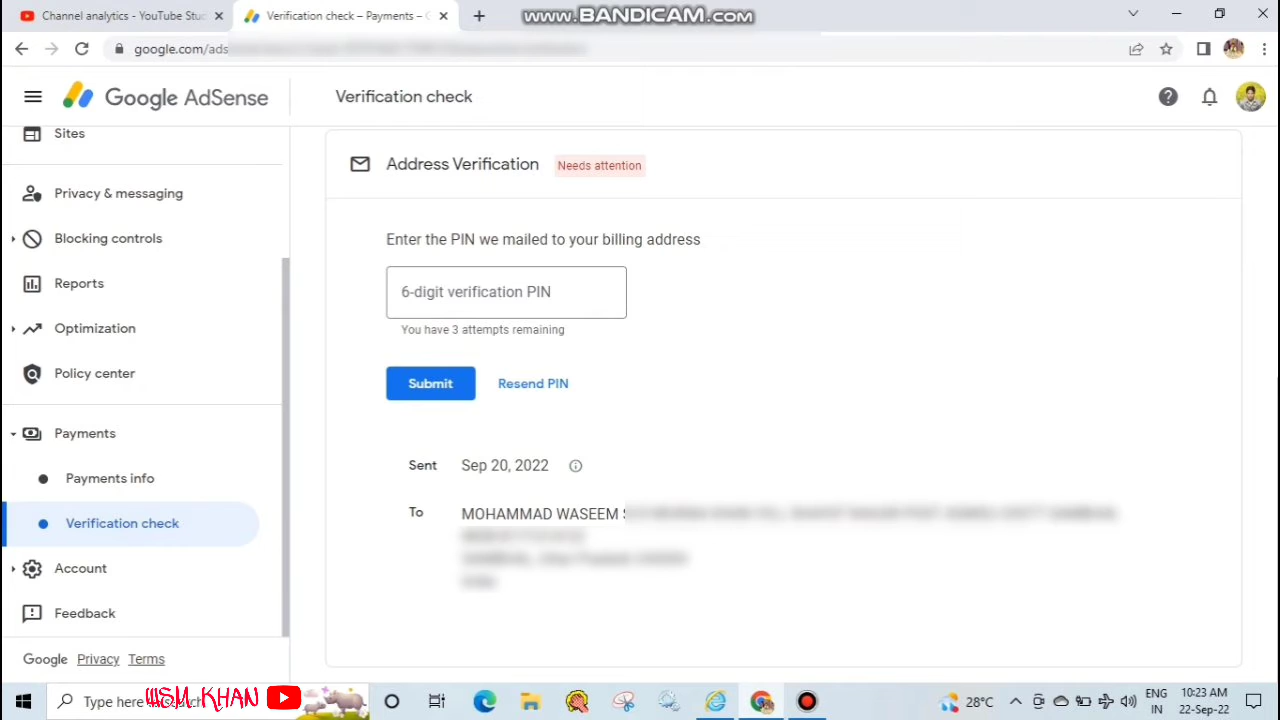 Channel analytics - YouTube Stud
Verification check – Payments – G
WWW.BANDICAM.COM
google.com/ads
Google AdSense
Verification check
Sites
Privacy & messaging
Blocking controls
Reports
Optimization
Policy center
Payments
Payments info
Verification check
Account
Feedback
Google Privacy Terms
Address Verification Needs attention
Enter the PIN we mailed to your billing address
6-digit verification PIN
You have 3 attempts remaining
Submit Resend PIN
Sent Sep 20, 2022
To MOHAMMAD WASEEM
Type here
WSM KHAN
28°C
ENG
IN
10:23 AM
22-Sep-22